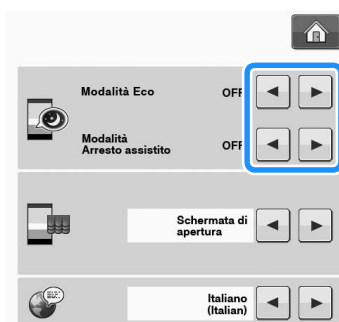 Modalità Eco OFF
Modalità
Arresto assistito OFF
Schermata di
apertura
Italiano
(Italian)